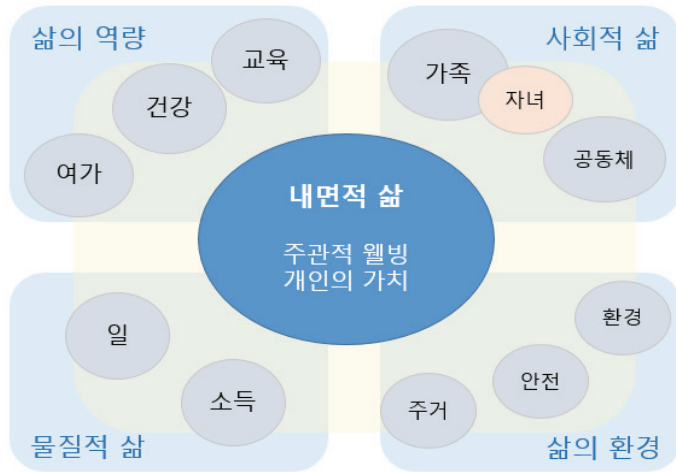 삶의 역량
교육
건강
여가
사회적 삶
가족
자녀
공동체
내면적 삶
주관적 웰빙
개인의 가치
일
소득
물질적 삶
환경
안전
주거
삶의 환경